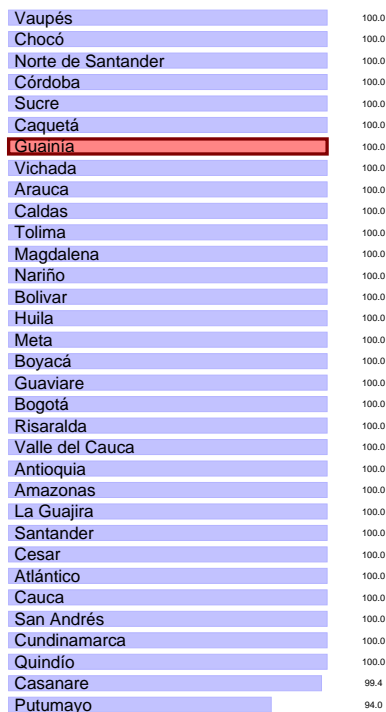 Vaupés 100.0
Chocó 100.0
Norte de Santander 100.0
Córdoba 100.0
Sucre 100.0
Caquetá 100.0
Guainía 100.0
Vichada 100.0
Arauca 100.0
Caldas 100.0
Tolima 100.0
Magdalena 100.0
Nariño 100.0
Bolivar 100.0
Huila 100.0
Meta 100.0
Boyacá 100.0
Guaviare 100.0
Bogotá 100.0
Risaralda 100.0
Valle del Cauca 100.0
Antioquia 100.0
Amazonas 100.0
La Guajira 100.0
Santander 100.0
Cesar 100.0
Atlántico 100.0
Cauca 100.0
San Andrés 100.0
Cundinamarca 100.0
Quindío 100.0
Casanare 99.4
Putumayo 94.0